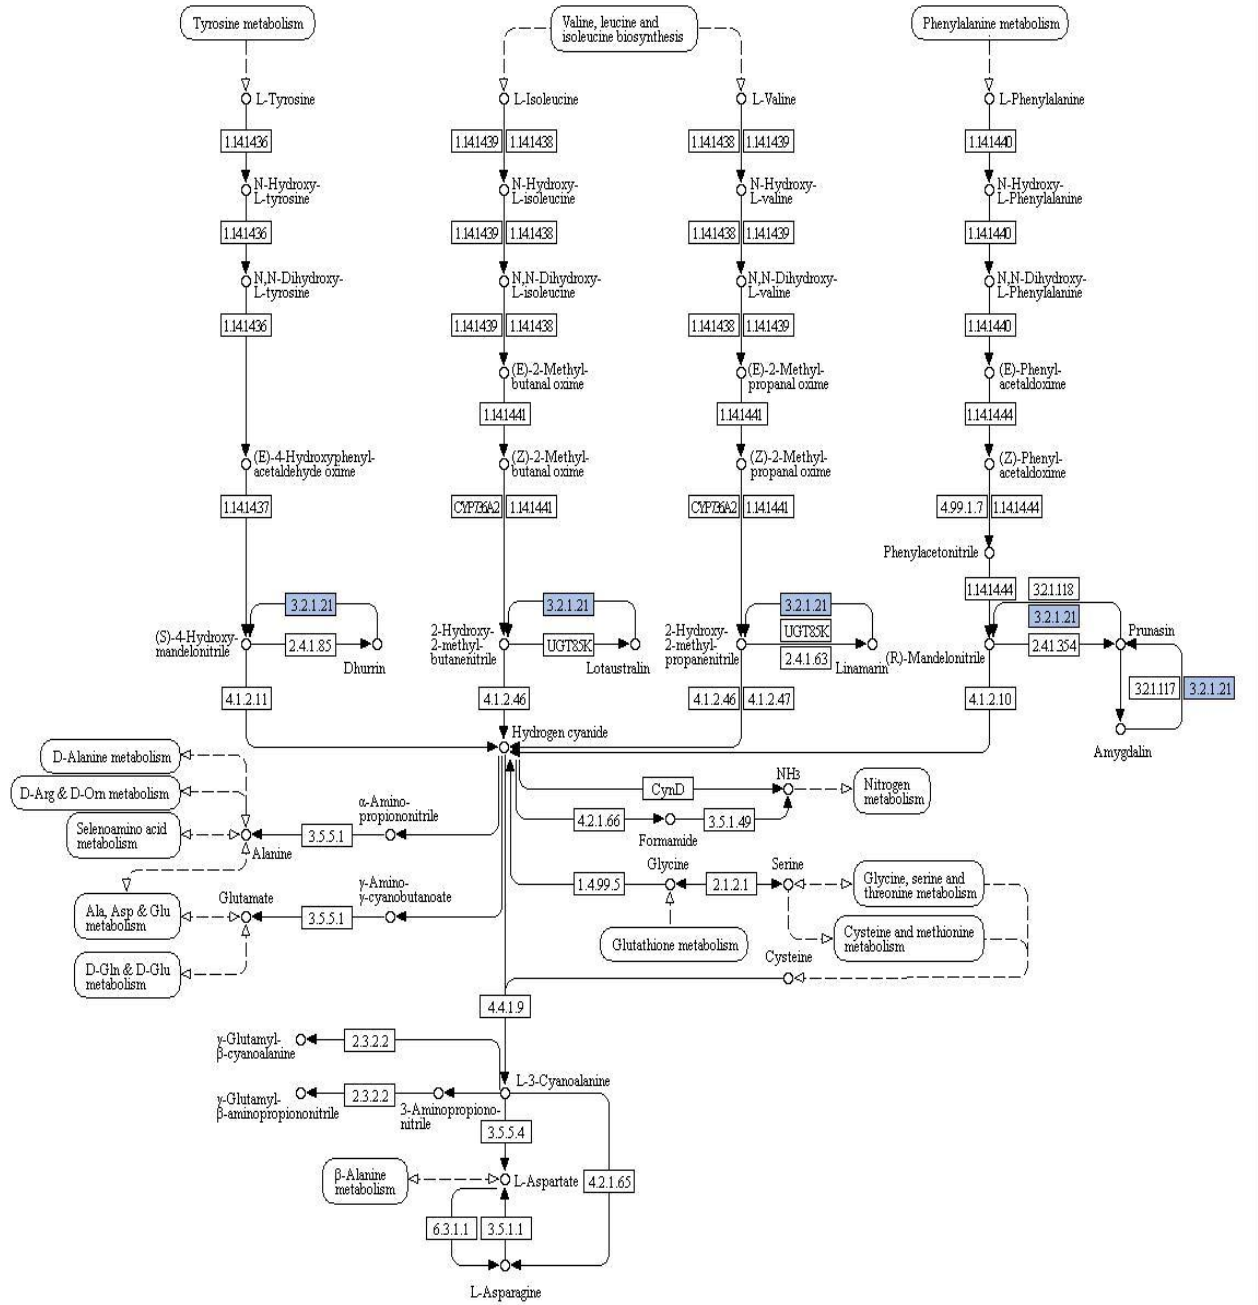 Tyrosine metabolism
Valine, leucine and
isoleucine biosynthesis
Phenylalanine metabolism
L-Tyrosine
L-Isoleucine
L-Valine
L-Phenylalanine
1.14.14.36
1.14.14.39 1.14.14.38
1.14.14.38 1.14.14.39
1.14.14.40
N-Hydroxy-
L-tyrosine
N-Hydroxy-
L-isoleucine
N-Hydroxy-
L-valine
N-Hydroxy-
L-Phenylalanine
1.14.14.36
1.14.14.39 1.14.14.38
1.14.14.38 1.14.14.39
1.14.14.40
N,N-Dihydroxy-
L-tyrosine
N,N-Dihydroxy-
L-isoleucine
N,N-Dihydroxy-
L-valine
N,N-Dihydroxy-
L-Phenylalanine
1.14.14.36
1.14.14.39 1.14.14.38
1.14.14.38 1.14.14.39
1.14.14.40
(E)-2-Methyl-
butanal oxime
(E)-2-Methyl-
propanal oxime
(E)-Phenyl-
acetaldoxime
1.14.14.41
1.14.14.41
1.14.14.44
(E)-4-Hydroxyphenyl-
acetaldehyde oxime
(Z)-2-Methyl-
butanal oxime
(Z)-2-Methyl-
propanal oxime
(Z)-Phenyl-
acetaldoxime
1.14.14.37
CYP736A2 1.14.14.41
CYP736A2 1.14.14.41
4.99.1.7 1.14.14.44
Phenylacetonitrile
1.14.14.44
3.2.1.118
3.2.1.21
3.2.1.21
3.2.1.21
3.2.1.21
(S)-4-Hydroxy-
mandelonitrile
2.4.1.85
Dhurrin
2-Hydroxy-
2-methyl-
butanenitrile
UGT85K
Lotaustralin
2-Hydroxy-
2-methyl-
propanenitrile
UGT85K
2.4.1.63
Linamarin
(R)-Mandelonitrile
2.4.1.354
Prunasin
3.2.1.117 3.2.1.21
Amygdalin
4.1.2.11
4.1.2.46
4.1.2.46 4.1.2.47
4.1.2.10
Hydrogen cyanide
D-Alanine metabolism
D-Arg & D-Orn metabolism
Selenoamino acid
metabolism
Alanine
3.5.5.1
α-Amino-
propiononitrile
CynD
NH3
Nitrogen
metabolism
4.2.1.66
Formamide
3.5.1.49
Ala, Asp & Glu
metabolism
Glutamate
3.5.5.1
γ-Amino-
γ-cyanobutanoate
1.4.99.5
Glycine
2.1.2.1
Serine
Glycine, serine and
threonine metabolism
Glutathione metabolism
Cysteine and methionine
metabolism
D-Gln & D-Glu
metabolism
Cysteine
4.4.1.9
γ-Glutamyl-
β-cyanoalanine
2.3.2.2
L-3-Cyanoalanine
γ-Glutamyl-
β-aminopropiononitrile
2.3.2.2
3-Aminopropiono-
nitrile
3.5.5.4
β-Alanine
metabolism
L-Aspartate
4.2.1.65
6.3.1.1 3.5.1.1
L-Asparagine